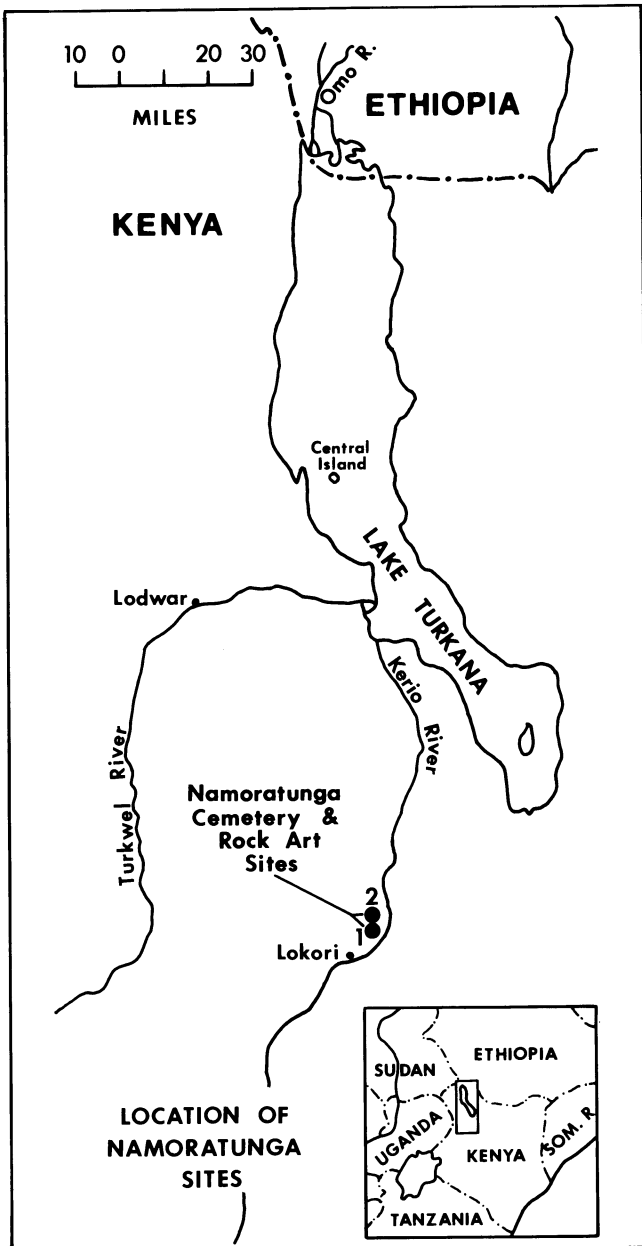 10 0 20 30
MILES
Omo R.
ETHIOPIA
KENYA
Central
Island
LAKE TURKANA
Lodwar
Kerio River
Turkwel River
Namoratunga
Cemetery &
Rock Art
Sites
2
1
Lokori
LOCATION OF
NAMORATUNGA
SITES
SUDAN
ETHIOPIA
UGANDA
KENYA
SOM. R.
TANZANIA